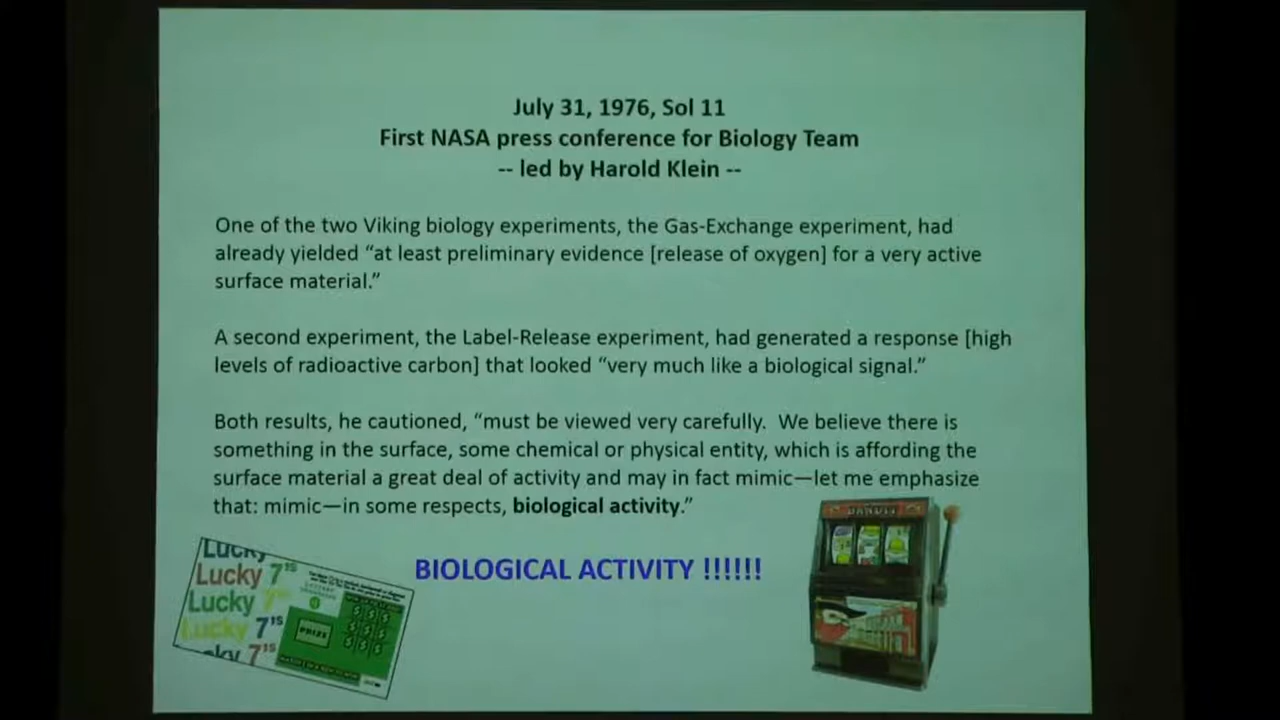 July 31, 1976, Sol 11
First NASA press conference for Biology Team
-- led by Harold Klein --
One of the two Viking biology experiments, the Gas-Exchange experiment, had
already yielded “at least preliminary evidence [release of oxygen] for a very active
surface material.”
A second experiment, the Label-Release experiment, had generated a response [high
levels of radioactive carbon] that looked “very much like a biological signal.”
Both results, he cautioned, “must be viewed very carefully.  We believe there is
something in the surface, some chemical or physical entity, which is affording the
surface material a great deal of activity and may in fact mimic—let me emphasize
that: mimic—in some respects, biological activity.”
BIOLOGICAL ACTIVITY !!!!!!
Lucky
Lucky 7's
Lucky 7's
Lucky 7's
cky 7's
PRIZE
$ $ $
$ $ $
$ $ $
BANDIT